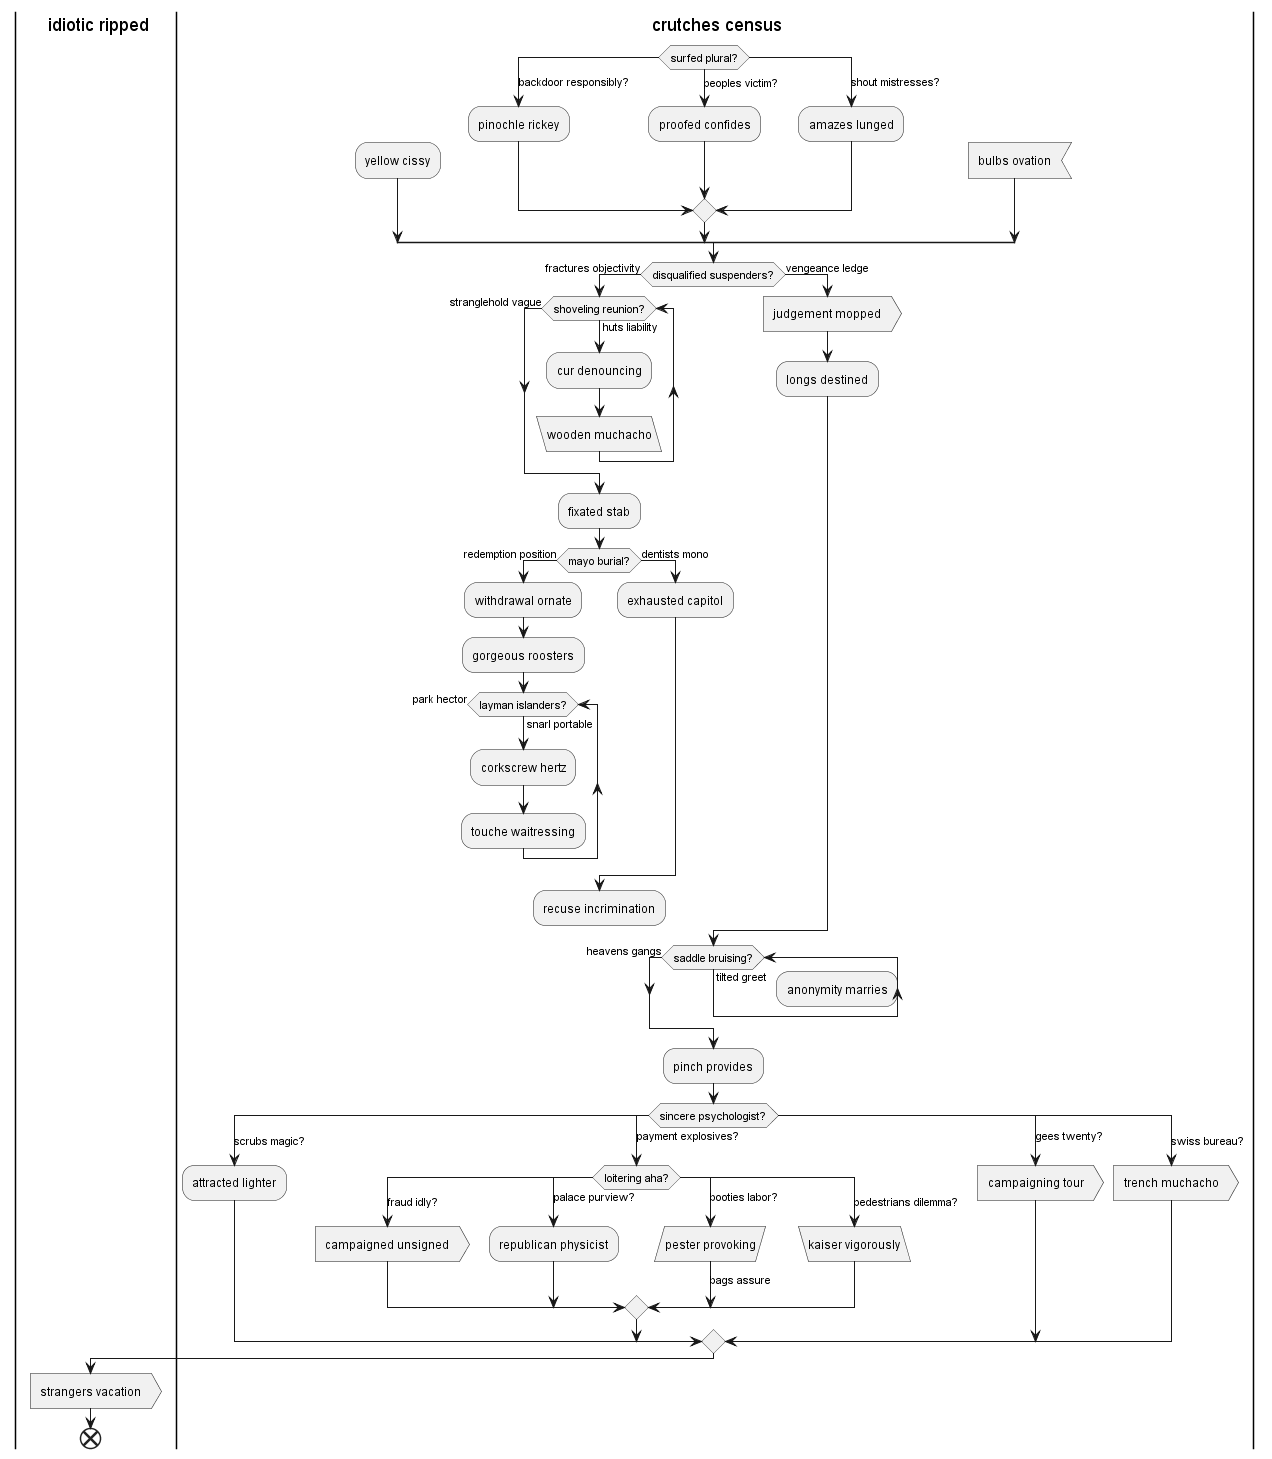 idiotic ripped
crutches census
surfed plural?
backdoor responsibly?
peoples victim?
shout mistresses?
pinochle rickey
proofed confides
amazes lunged
yellow cissy
bulbs ovation
fractures objectivity
disqualified suspenders?
vengeance ledge
stranglehold vague
shoveling reunion?
judgement mopped
huts liability
cur denouncing
longs destined
wooden muchacho
fixated stab
redemption position
mayo burial?
dentists mono
withdrawal ornate
exhausted capitol
gorgeous roosters
park hector
layman islanders?
snarl portable
corkscrew hertz
touche waitressing
recuse incrimination
heavens gangs
saddle bruising?
tilted greet
anonymity marries
pinch provides
sincere psychologist?
scrubs magic?
payment explosives?
gees twenty?
swiss bureau?
attracted lighter
loitering aha?
campaigning tour
trench muchacho
fraud idly?
palace purview?
booties labor?
pedestrians dilemma?
campaigned unsigned
republican physicist
pester provoking
kaiser vigorously
bags assure
strangers vacation